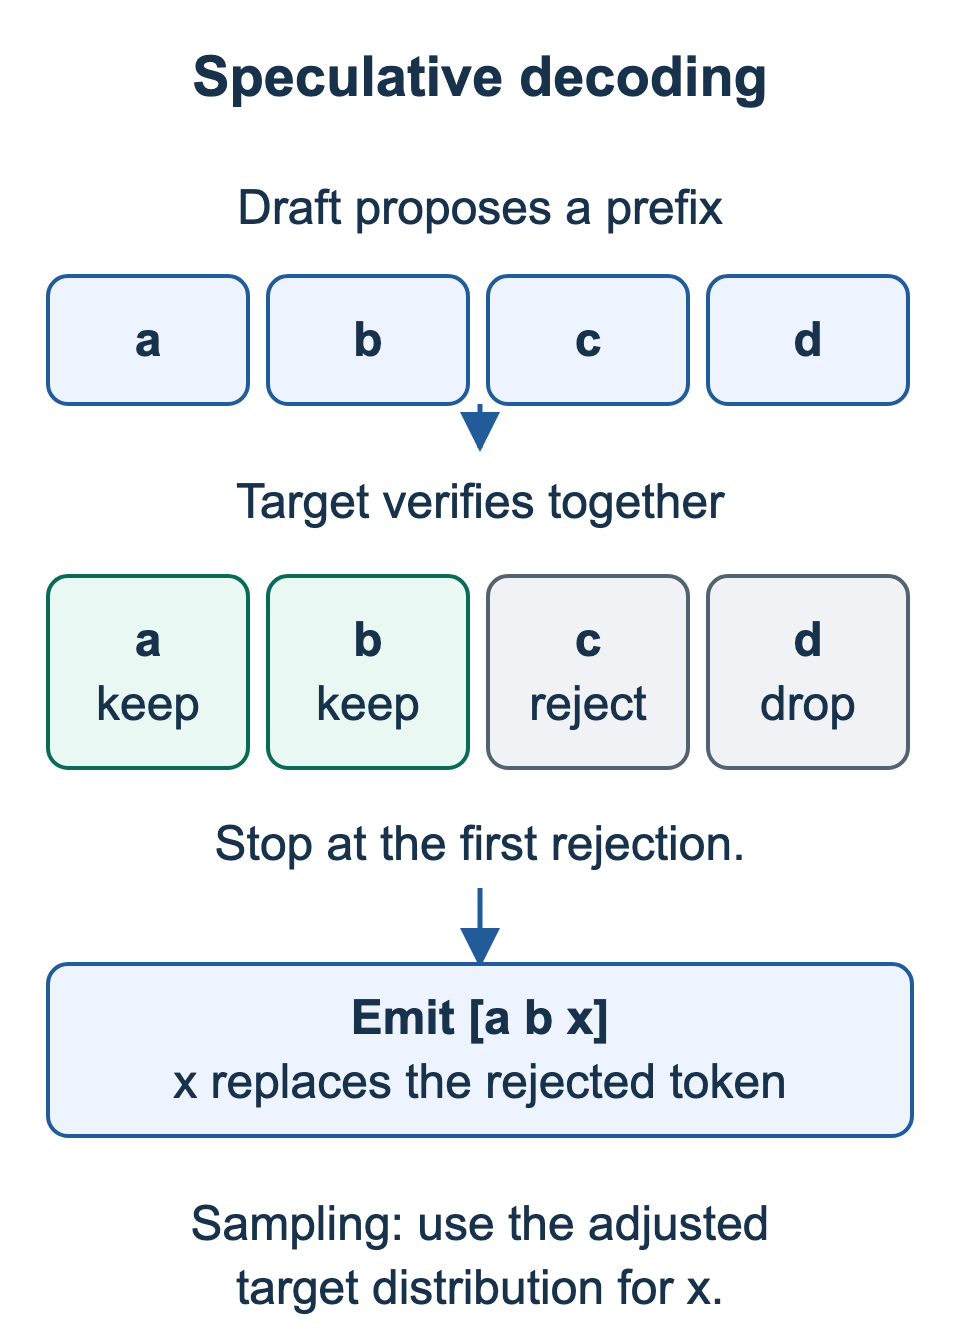 Speculative decoding
Draft proposes a prefix
a b c d
Target verifies together
a b c d
keep keep reject drop
Stop at the first rejection.
Emit [a b x]
x replaces the rejected token
Sampling: use the adjusted
target distribution for x.